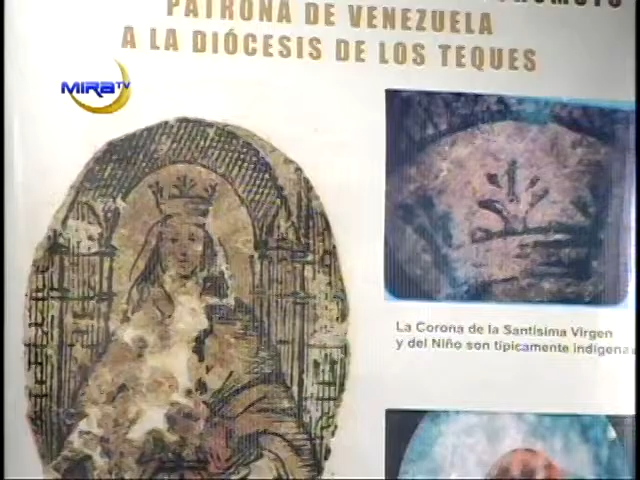 PATRONA DE VENEZUELA
A LA DIÓCESIS DE LOS TEQUES
MIRA TV
La Corona de la Santísima Virgen
y del Niño son típicamente indígenas